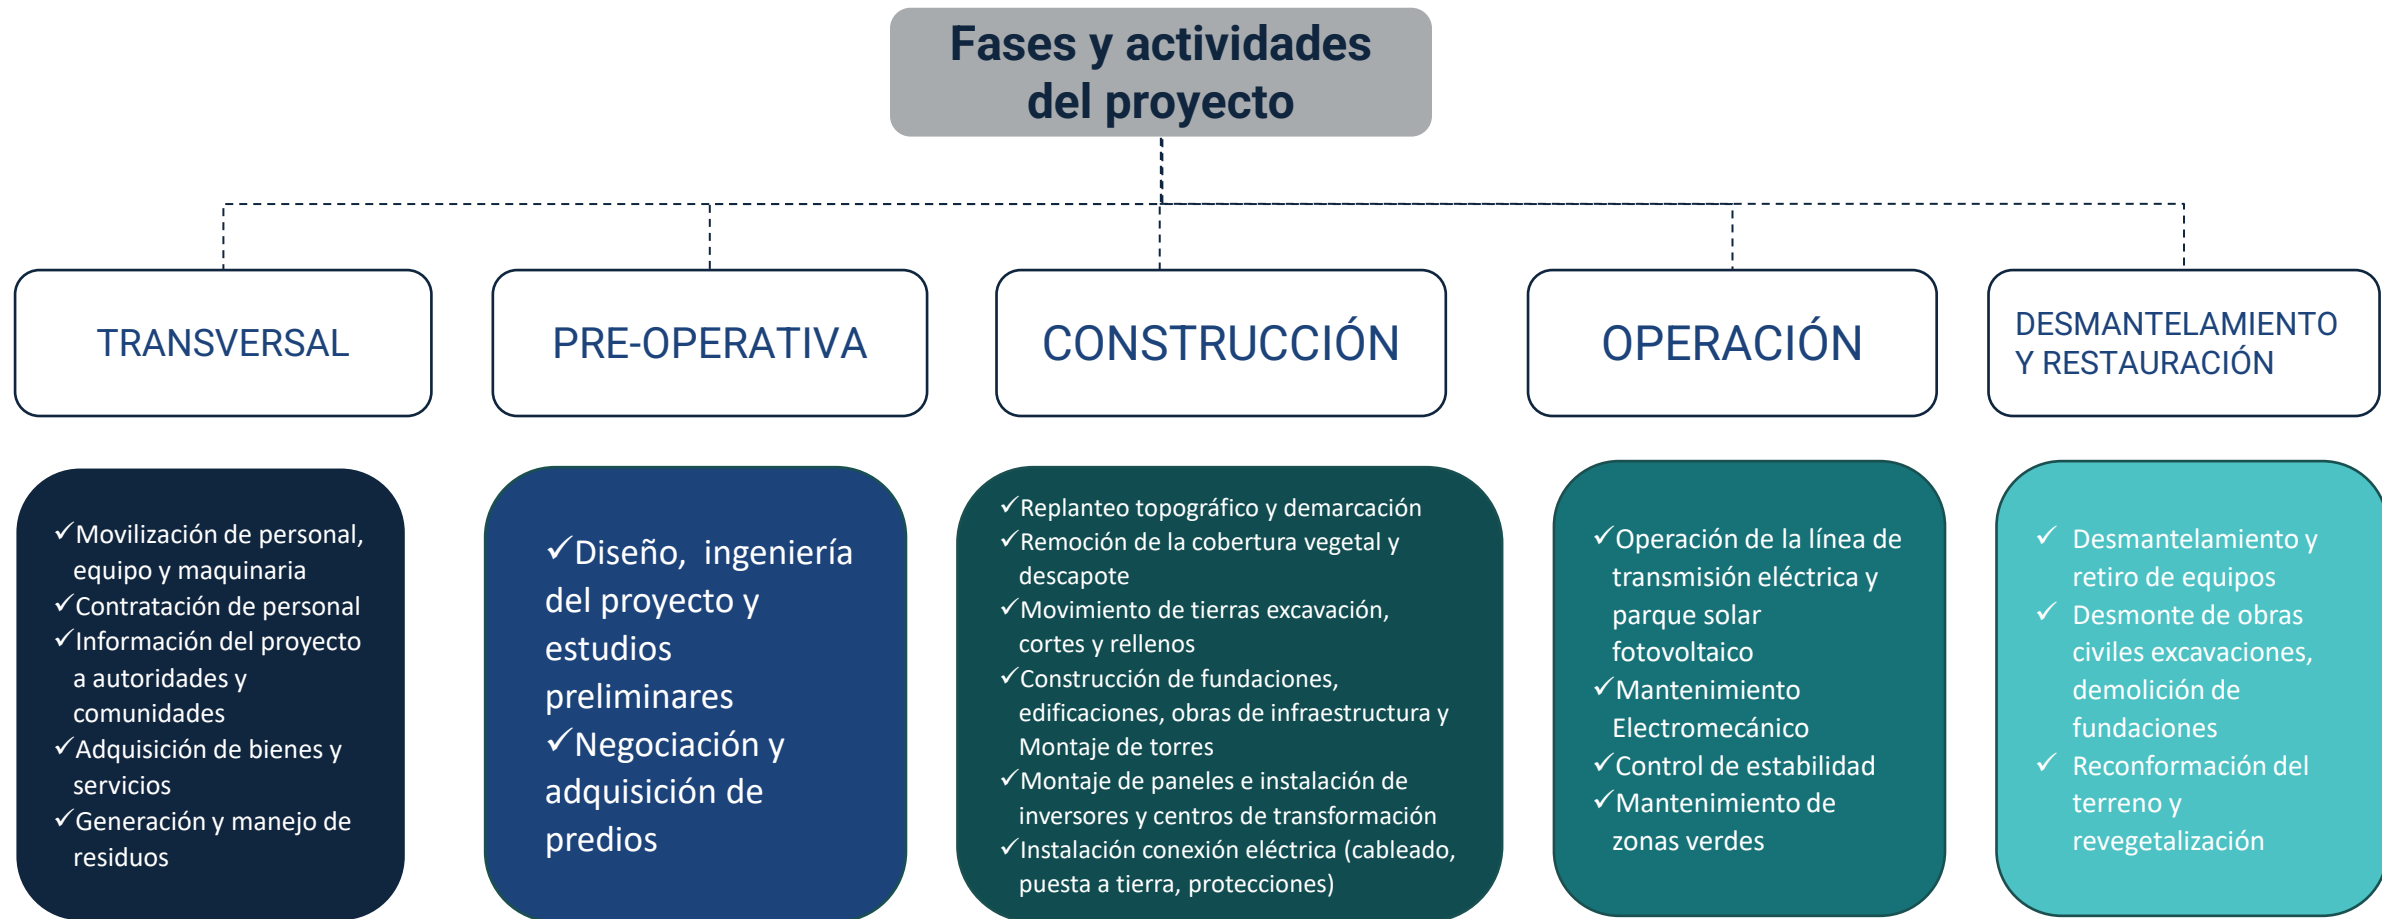 Fases y actividades
del proyecto
TRANSVERSAL
PRE-OPERATIVA
CONSTRUCCIÓN
OPERACIÓN
DESMANTELAMIENTO
Y RESTAURACIÓN
✓Movilización de personal,
equipo y maquinaria
✓Contratación de personal
✓Información del proyecto
a autoridades y
comunidades
✓Adquisición de bienes y
servicios
✓Generación y manejo de
residuos
✓Diseño, ingeniería
del proyecto y
estudios
preliminares
✓Negociación y
adquisición de
predios
✓Replanteo topográfico y demarcación
✓Remoción de la cobertura vegetal y
descapote
✓Movimiento de tierras excavación,
cortes y rellenos
✓Construcción de fundaciones,
edificaciones, obras de infraestructura y
Montaje de torres
✓Montaje de paneles e instalación de
inversores y centros de transformación
✓Instalación conexión eléctrica (cableado,
puesta a tierra, protecciones)
✓Operación de la línea de
transmisión eléctrica y
parque solar
fotovoltaico
✓Mantenimiento
Electromecánico
✓Control de estabilidad
✓Mantenimiento de
zonas verdes
✓ Desmantelamiento y
retiro de equipos
✓ Desmonte de obras
civiles excavaciones,
demolición de
fundaciones
✓ Reconformación del
terreno y
revegetalización